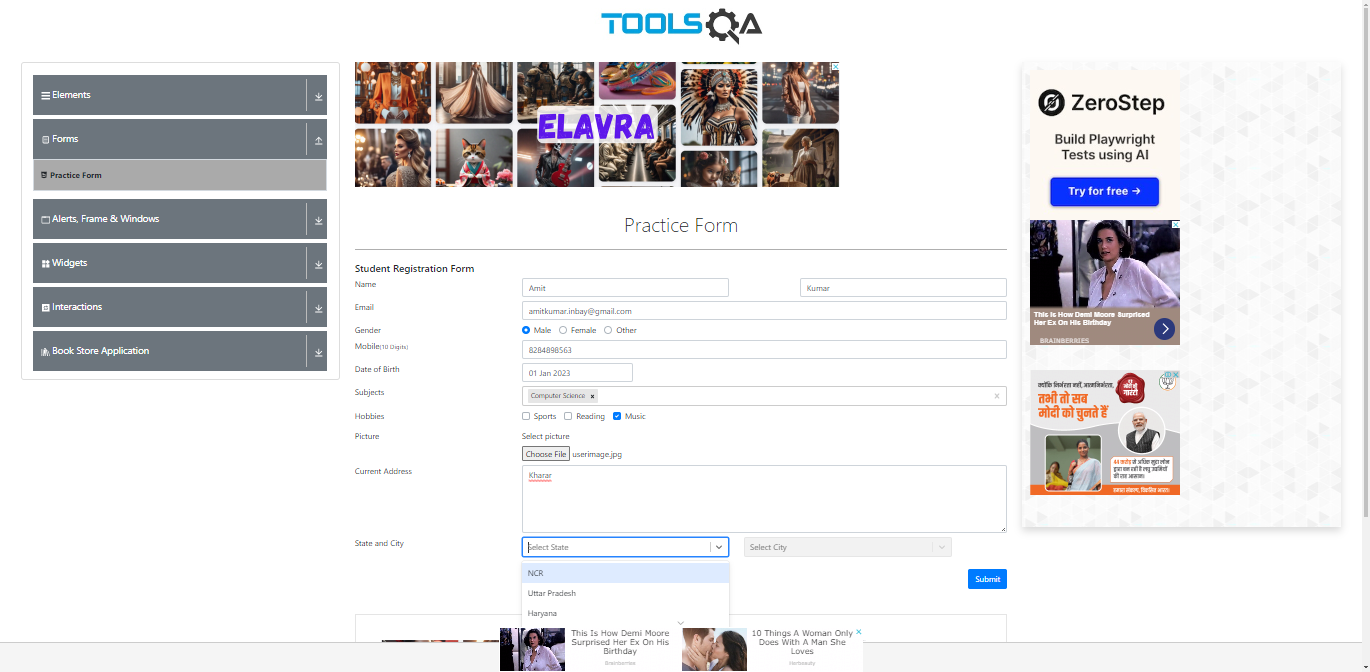 TOOLSQA
Elements
Forms
Practice Form
Alerts, Frame & Windows
Widgets
Interactions
Book Store Application
ELAVRA
Practice Form
Student Registration Form
Name
Amit
Kumar
Email
amitkumar.inbay@gmail.com
Gender
Male
Female
Other
Mobile(10 Digits)
8284898563
Date of Birth
01 Jan 2023
Subjects
Computer Science
Hobbies
Sports
Reading
Music
Picture
Select picture
Choose File userimage.jpg
Current Address
Kharar
State and City
Select State
Select City
NCR
Uttar Pradesh
Haryana
Submit
This Is How Demi Moore
Surprised Her Ex On His
Birthday
Brainberries
10 Things A Woman Only
Does With A Man She
Loves
Herbeauty
ZeroStep
Build Playwright
Tests using AI
Try for free →
This Is How Demi Moore Surprised
Her Ex On His Birthday
BRAINBERRIES
तभी तो सब
मोदी को चुनते हैं